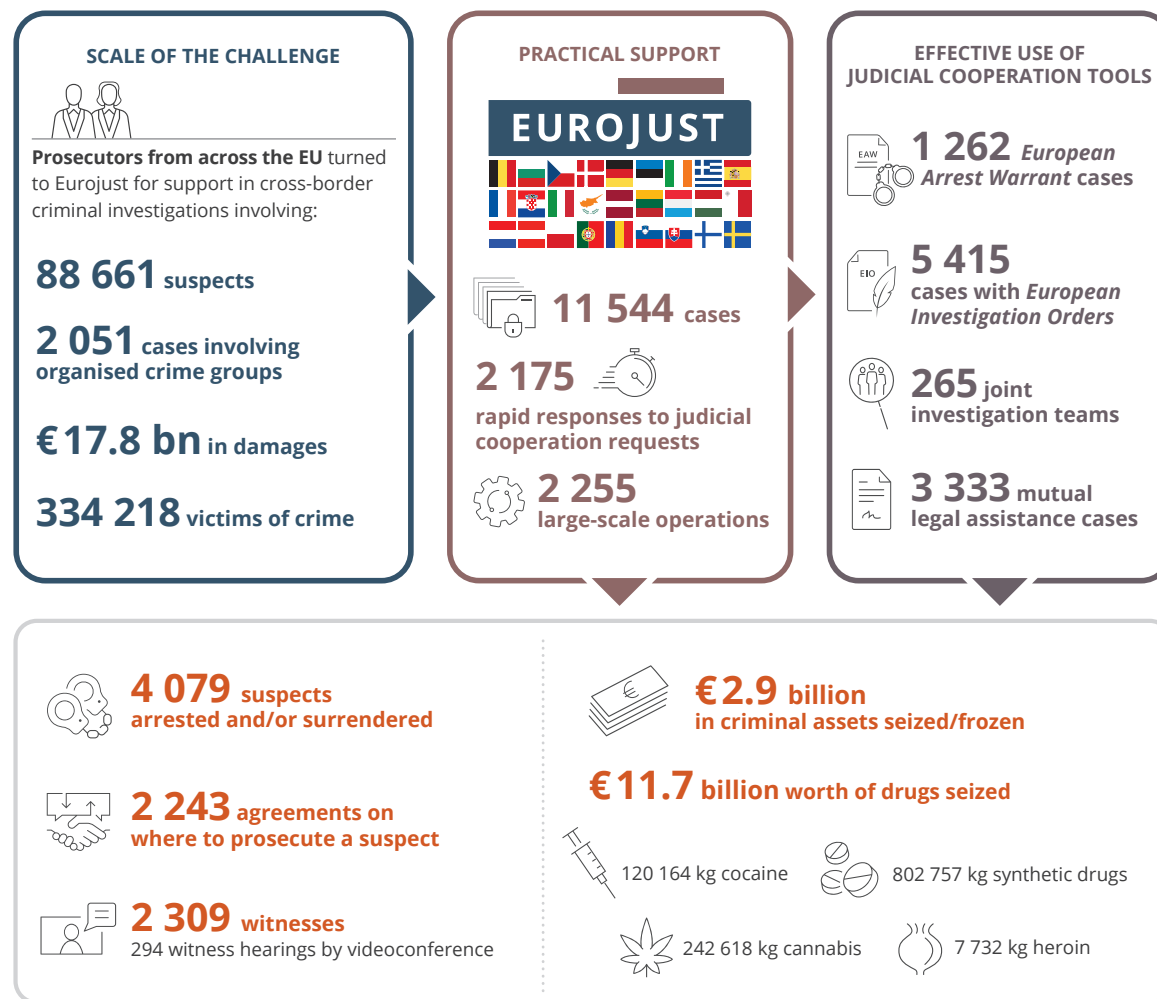 SCALE OF THE CHALLENGE
Prosecutors from across the EU turned
to Eurojust for support in cross-border
criminal investigations involving:
88 661 suspects
2 051 cases involving
organised crime groups
€ 17.8 bn in damages
334 218 victims of crime
PRACTICAL SUPPORT
EUROJUST
11 544 cases
2 175
rapid responses to judicial
cooperation requests
2 255
large-scale operations
EFFECTIVE USE OF
JUDICIAL COOPERATION TOOLS
EAW
1 262 European
Arrest Warrant cases
EIO
5 415
cases with European
Investigation Orders
265 joint
investigation teams
3 333 mutual
legal assistance cases
4 079 suspects
arrested and/or surrendered
2 243 agreements on
where to prosecute a suspect
2 309 witnesses
294 witness hearings by videoconference
€
€ 2.9 billion
in criminal assets seized/frozen
€ 11.7 billion worth of drugs seized
120 164 kg cocaine
802 757 kg synthetic drugs
242 618 kg cannabis
7 732 kg heroin